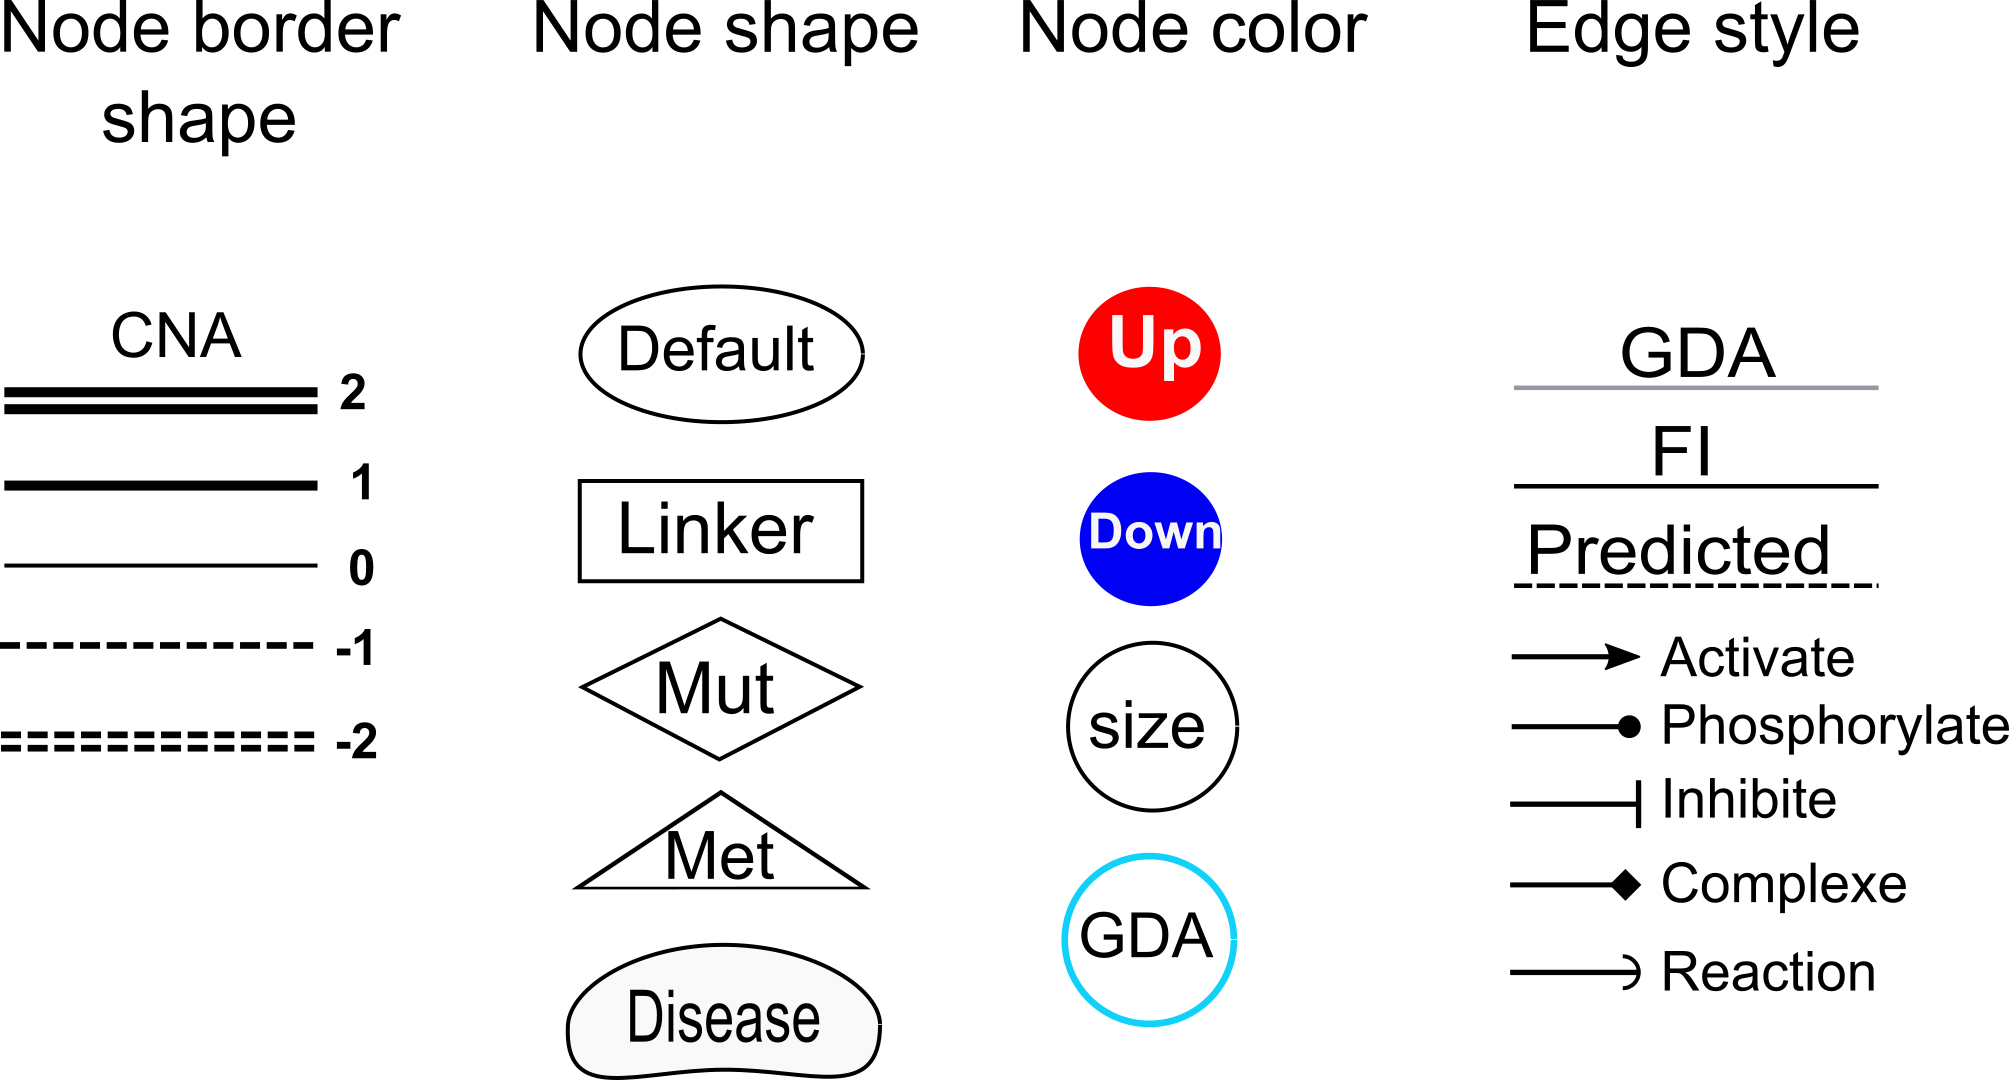 Node border
shape
CNA
2
1
0
-1
-2
Node shape
Default
Linker
Mut
Met
Disease
Node color
Up
Down
size
GDA
Edge style
GDA
FI
Predicted
Activate
Phosphorylate
Inhibite
Complexe
Reaction